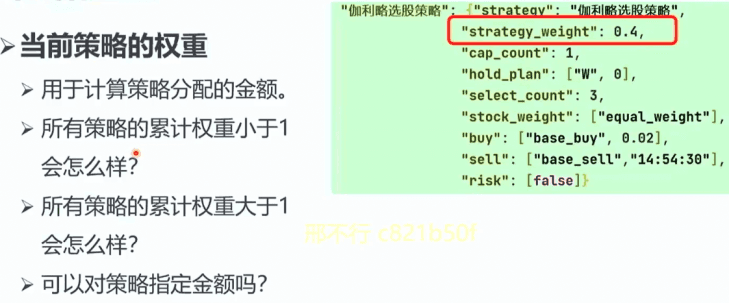 当前策略的权重
用于计算策略分配的金额。
所有策略的累计权重小于1
会怎么样?
所有策略的累计权重大于1
会怎么样?
可以对策略指定金额吗?
"伽利略选股策略": {"strategy": "伽利略选股策略",
"strategy_weight": 0.4,
"cap_count": 1,
"hold_plan": ["W", 0],
"select_count": 3,
"stock_weight": ["equal_weight"],
"buy": ["base_buy", 0.02],
"sell": ["base_sell","14:54:30"],
"risk": [false]}
邢不行 c821b50f